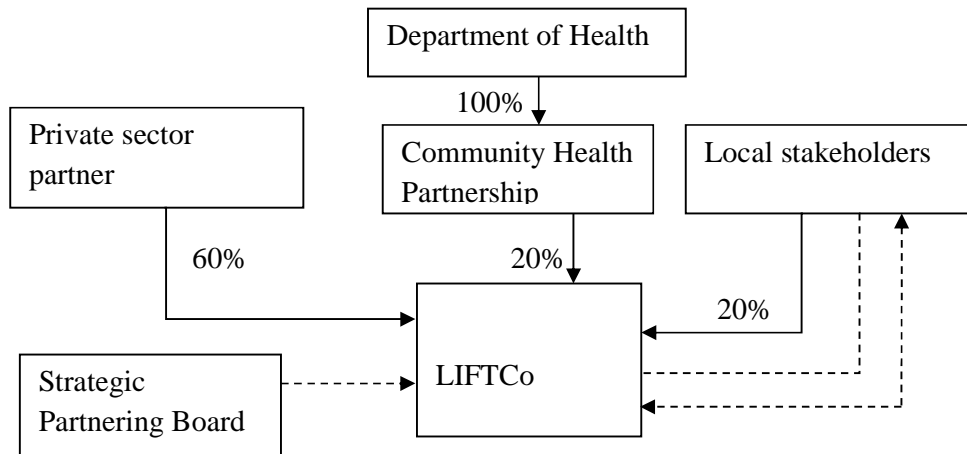 Department of Health
100%
Private sector
partner
Community Health
Partnership
Local stakeholders
60%
20%
20%
LIFTCo
Strategic
Partnering Board